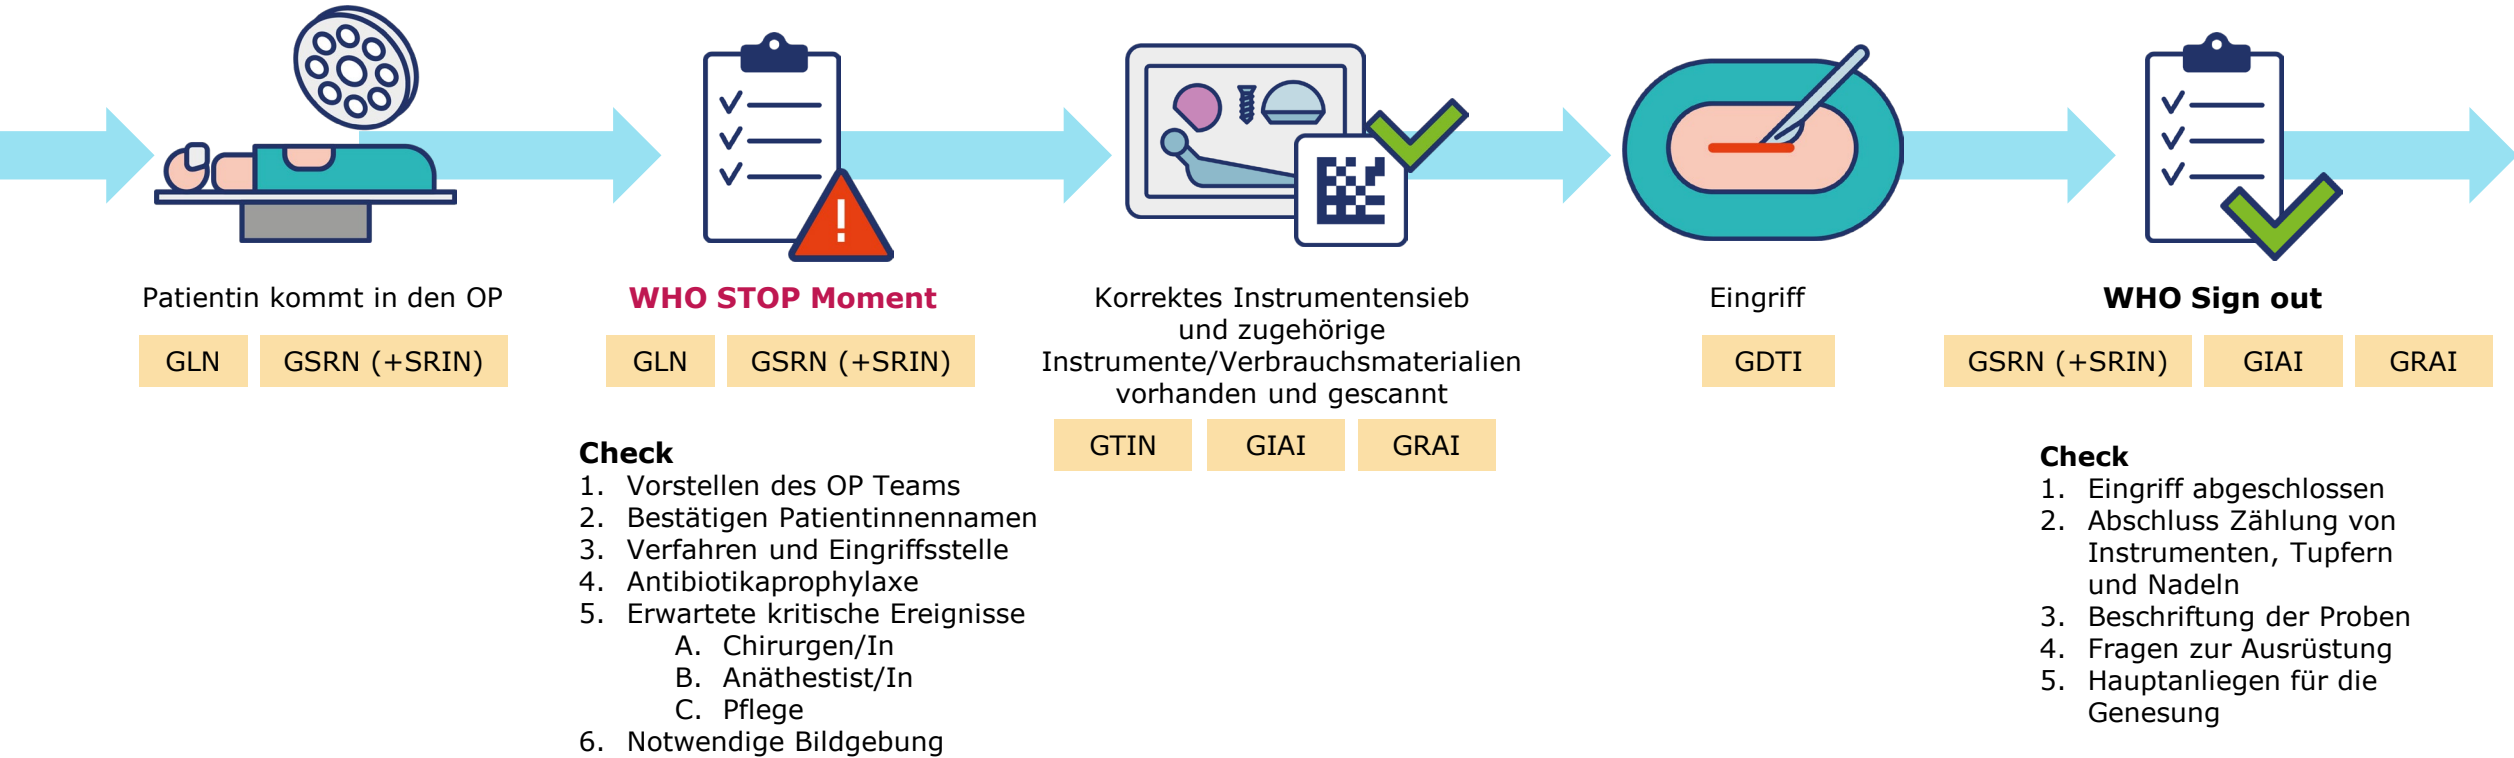 Patientin kommt in den OP
GLN
GSRN (+SRIN)
WHO STOP Moment
GLN
GSRN (+SRIN)
Check
1. Vorstellen des OP Teams
2. Bestätigen Patientinnennamen
3. Verfahren und Eingriffsstelle
4. Antibiotikaprophylaxe
5. Erwartete kritische Ereignisse
A. Chirurgen/In
B. Anäthestist/In
C. Pflege
6. Notwendige Bildgebung
Korrektes Instrumentensieb
und zugehörige
Instrumente/Verbrauchsmaterialien
vorhanden und gescannt
GTIN
GIAI
GRAI
Eingriff
GDTI
WHO Sign out
GSRN (+SRIN)
GIAI
GRAI
Check
1. Eingriff abgeschlossen
2. Abschluss Zählung von
Instrumenten, Tupfern
und Nadeln
3. Beschriftung der Proben
4. Fragen zur Ausrüstung
5. Hauptanliegen für die
Genesung